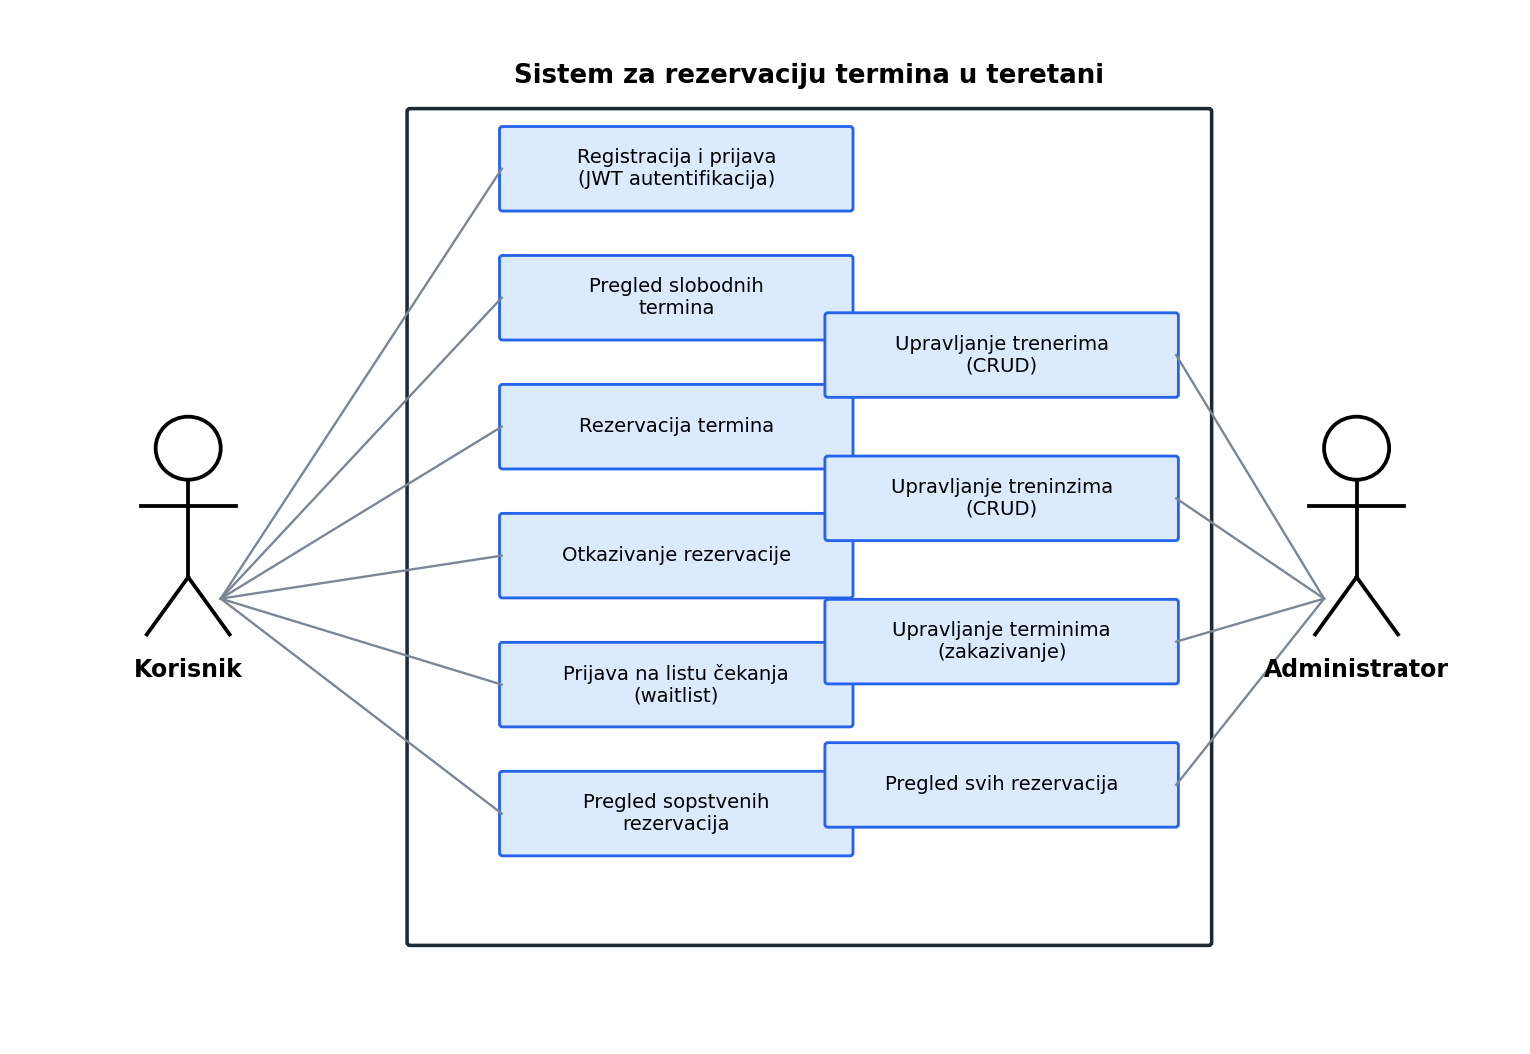 Sistem za rezervaciju termina u teretani
Registracija i prijava
(JWT autentifikacija)
Pregled slobodnih
termina
Rezervacija termina
Otkazivanje rezervacije
Prijava na listu čekanja
(waitlist)
Pregled sopstvenih
rezervacija
Upravljanje trenerima
(CRUD)
Upravljanje treninzima
(CRUD)
Upravljanje terminima
(zakazivanje)
Pregled svih rezervacija
Korisnik
Administrator